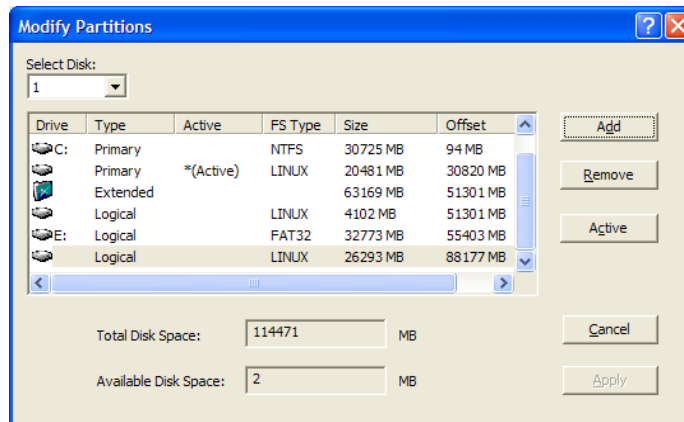 Modify Partitions
Select Disk:
1
Drive Type Active FS Type Size Offset
C: Primary NTFS 30725 MB 94 MB
Primary *(Active) LINUX 20481 MB 30820 MB
Extended 63169 MB 51301 MB
Logical LINUX 4102 MB 51301 MB
E: Logical FAT32 32773 MB 55403 MB
Logical LINUX 26293 MB 88177 MB
Add
Remove
Active
Total Disk Space: 114471 MB
Cancel
Available Disk Space: 2 MB
Apply